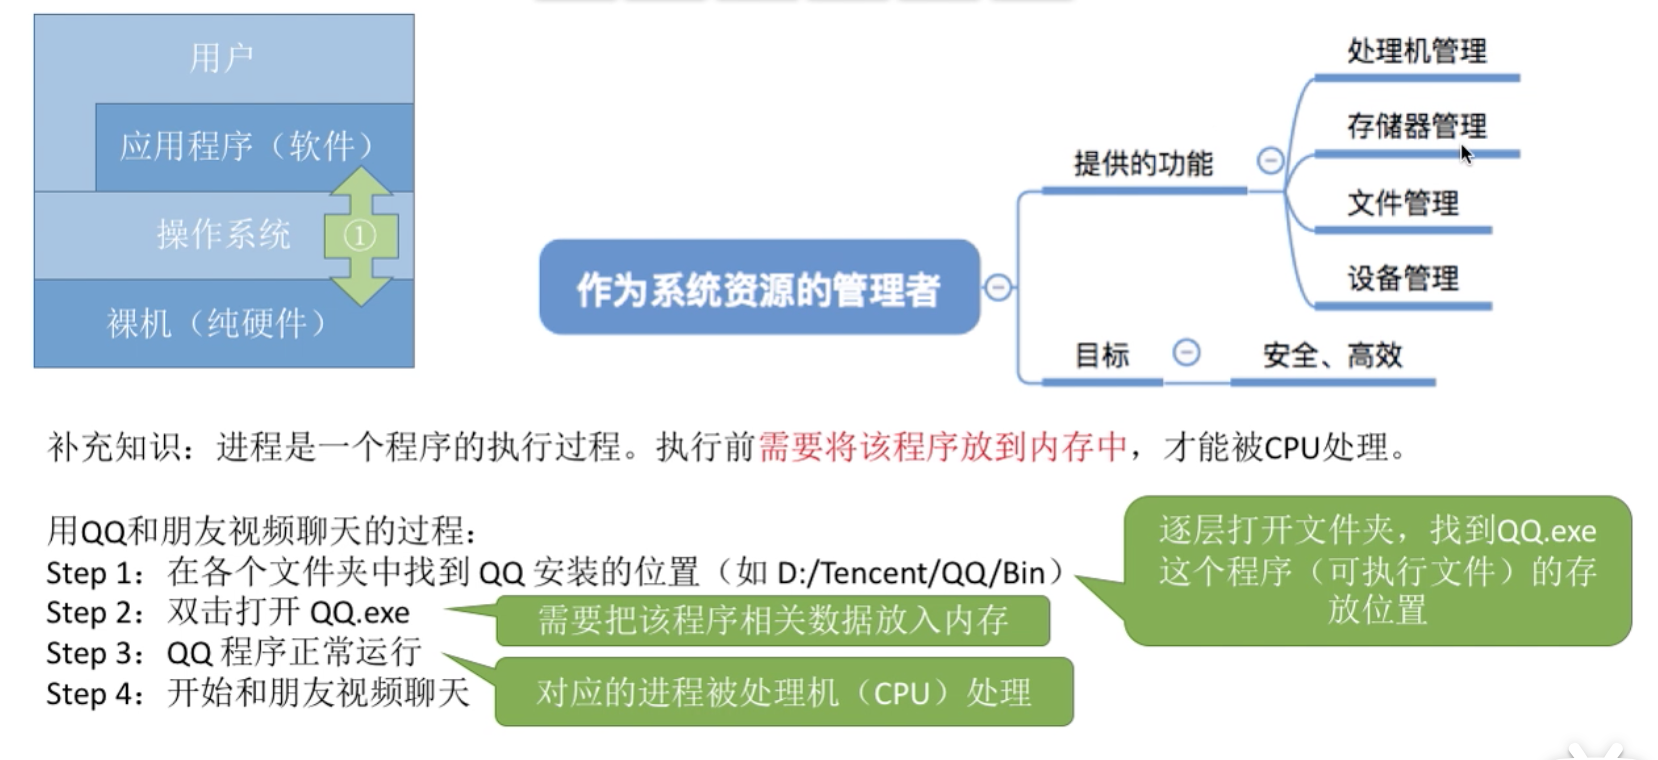 用户
应用程序（软件）
操作系统
①
裸机（纯硬件）
作为系统资源的管理者
提供的功能
处理机管理
存储器管理
文件管理
设备管理
目标
安全、高效
补充知识：进程是一个程序的执行过程。执行前需要将该程序放到内存中，才能被CPU处理。
用QQ和朋友视频聊天的过程：
Step 1：在各个文件夹中找到 QQ 安装的位置（如 D:/Tencent/QQ/Bin）
逐层打开文件夹，找到QQ.exe
这个程序（可执行文件）的存
放位置
Step 2：双击打开 QQ.exe
需要把该程序相关数据放入内存
Step 3：QQ 程序正常运行
对应的进程被处理机（CPU）处理
Step 4：开始和朋友视频聊天